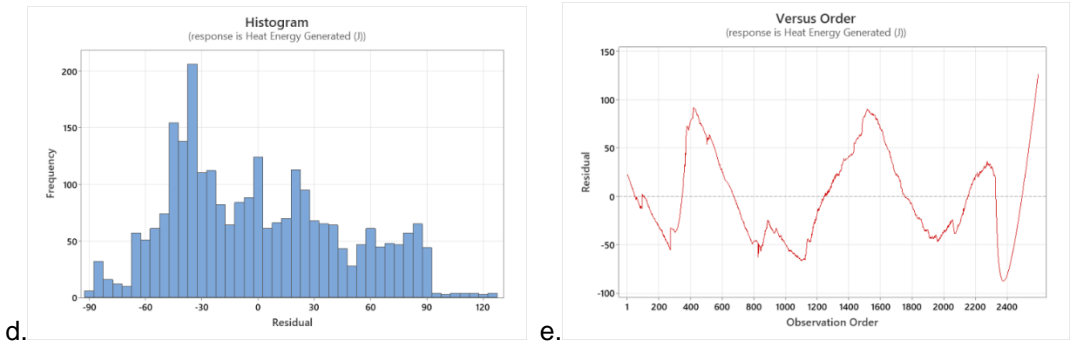 Histogram
(response is Heat Energy Generated (J))
200
150
100
50
0
Frequency
-90 -60 -30 0 30 60 90 120
Residual
d.
Versus Order
(response is Heat Energy Generated (J))
150
100
50
0
-50
-100
Residual
1 200 400 600 800 1000 1200 1400 1600 1800 2000 2200 2400
Observation Order
e.